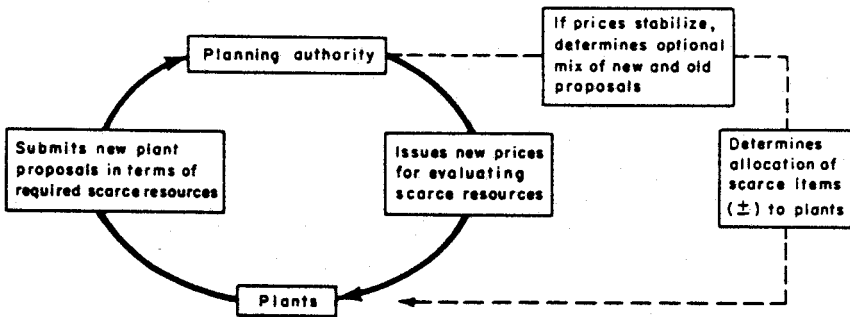 Planning authority
If prices stabilize,
determines optional
mix of new and old
proposals
Submits new plant
proposals in terms of
required scarce resources
Issues new prices
for evaluating
scarce resources
Determines
allocation of
scarce items
(±) to plants
Plants